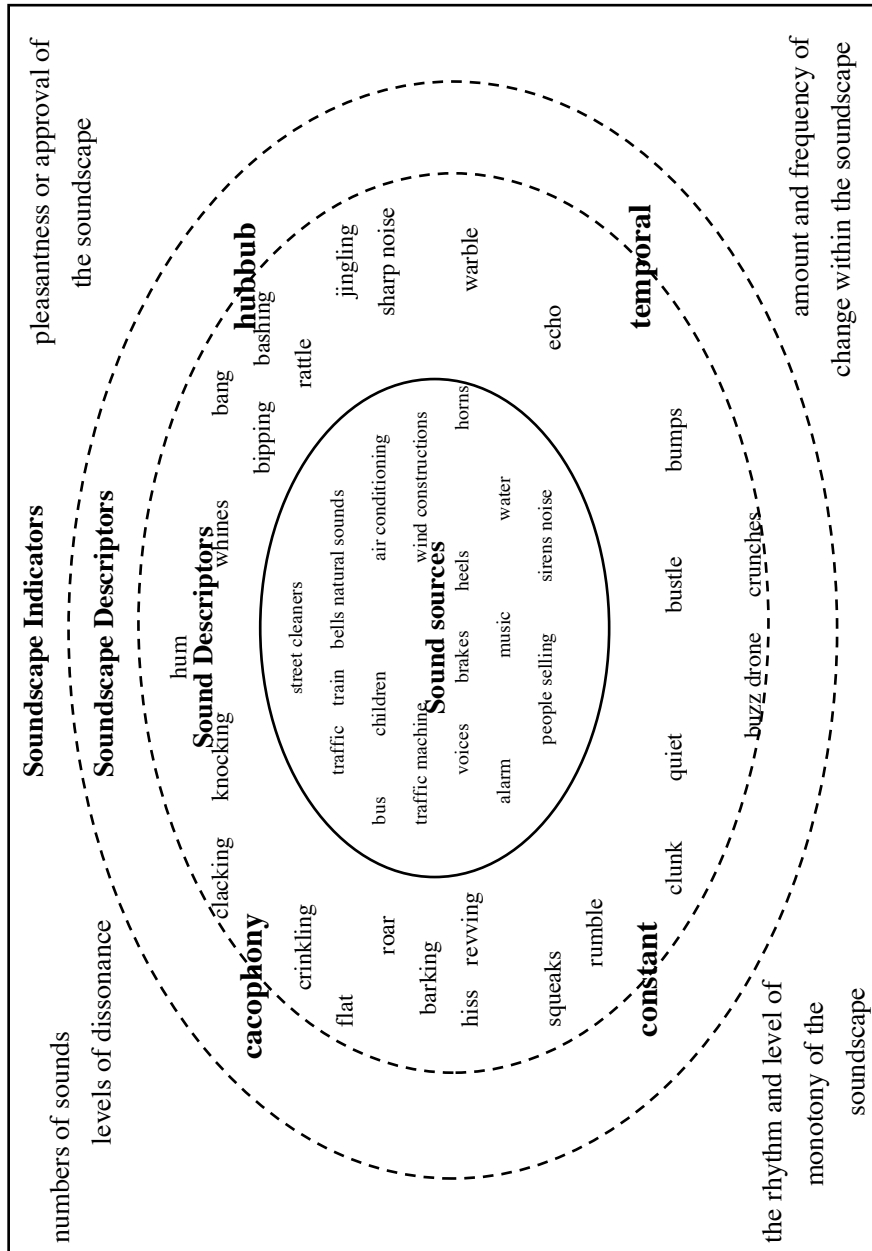 Soundscape Indicators
numbers of sounds
levels of dissonance
pleasantness or approval of
the soundscape
Soundscape Descriptors
hum
Sound Descriptors
clacking knocking whines bang
cacophony hubbub
bipping bashing
street cleaners
crinkling rattle
flat traffic train bells natural sounds jingling
roar bus children air conditioning sharp noise
barking traffic maching wind constructions
Sound sources
hiss revving voices brakes heels horns warble
alarm music water
squeaks people selling sirens noise echo
rumble
constant temporal
clunk quiet bustle bumps
buzz drone crunches
the rhythm and level of
monotony of the
soundscape
amount and frequency of
change within the soundscape